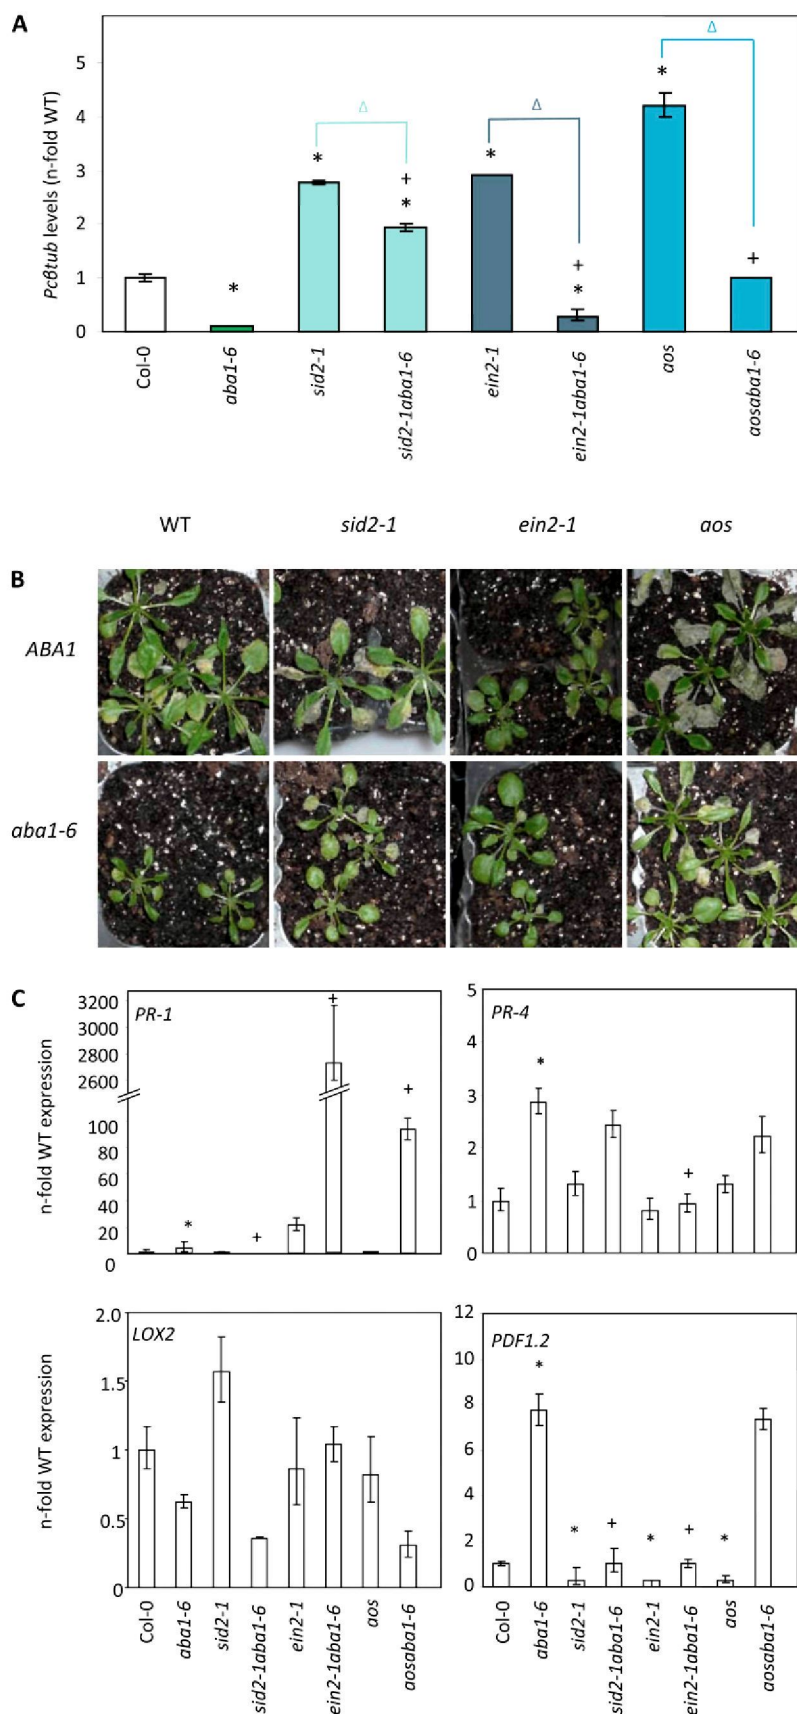 A
Pcβtub levels (n-fold WT)
5
4
3
2
1
0
* * + * * + * * +
Δ Δ Δ
Col-0
aba1-6
sid2-1
sid2-1aba1-6
ein2-1
ein2-1aba1-6
aos
aosaba1-6
WT sid2-1 ein2-1 aos
B
ABA1
aba1-6
C
n-fold WT expression
PR-1
3200
3000
2800
2600
100
80
60
40
20
0
* + + +
PR-4
5
4
3
2
1
0
* +
n-fold WT expression
LOX2
2.0
1.5
1
0.5
0
Col-0
aba1-6
sid2-1
sid2-1aba1-6
ein2-1
ein2-1aba1-6
aos
aosaba1-6
PDF1.2
12
10
8
6
4
2
0
* * + * + *
Col-0
aba1-6
sid2-1
sid2-1aba1-6
ein2-1
ein2-1aba1-6
aos
aosaba1-6